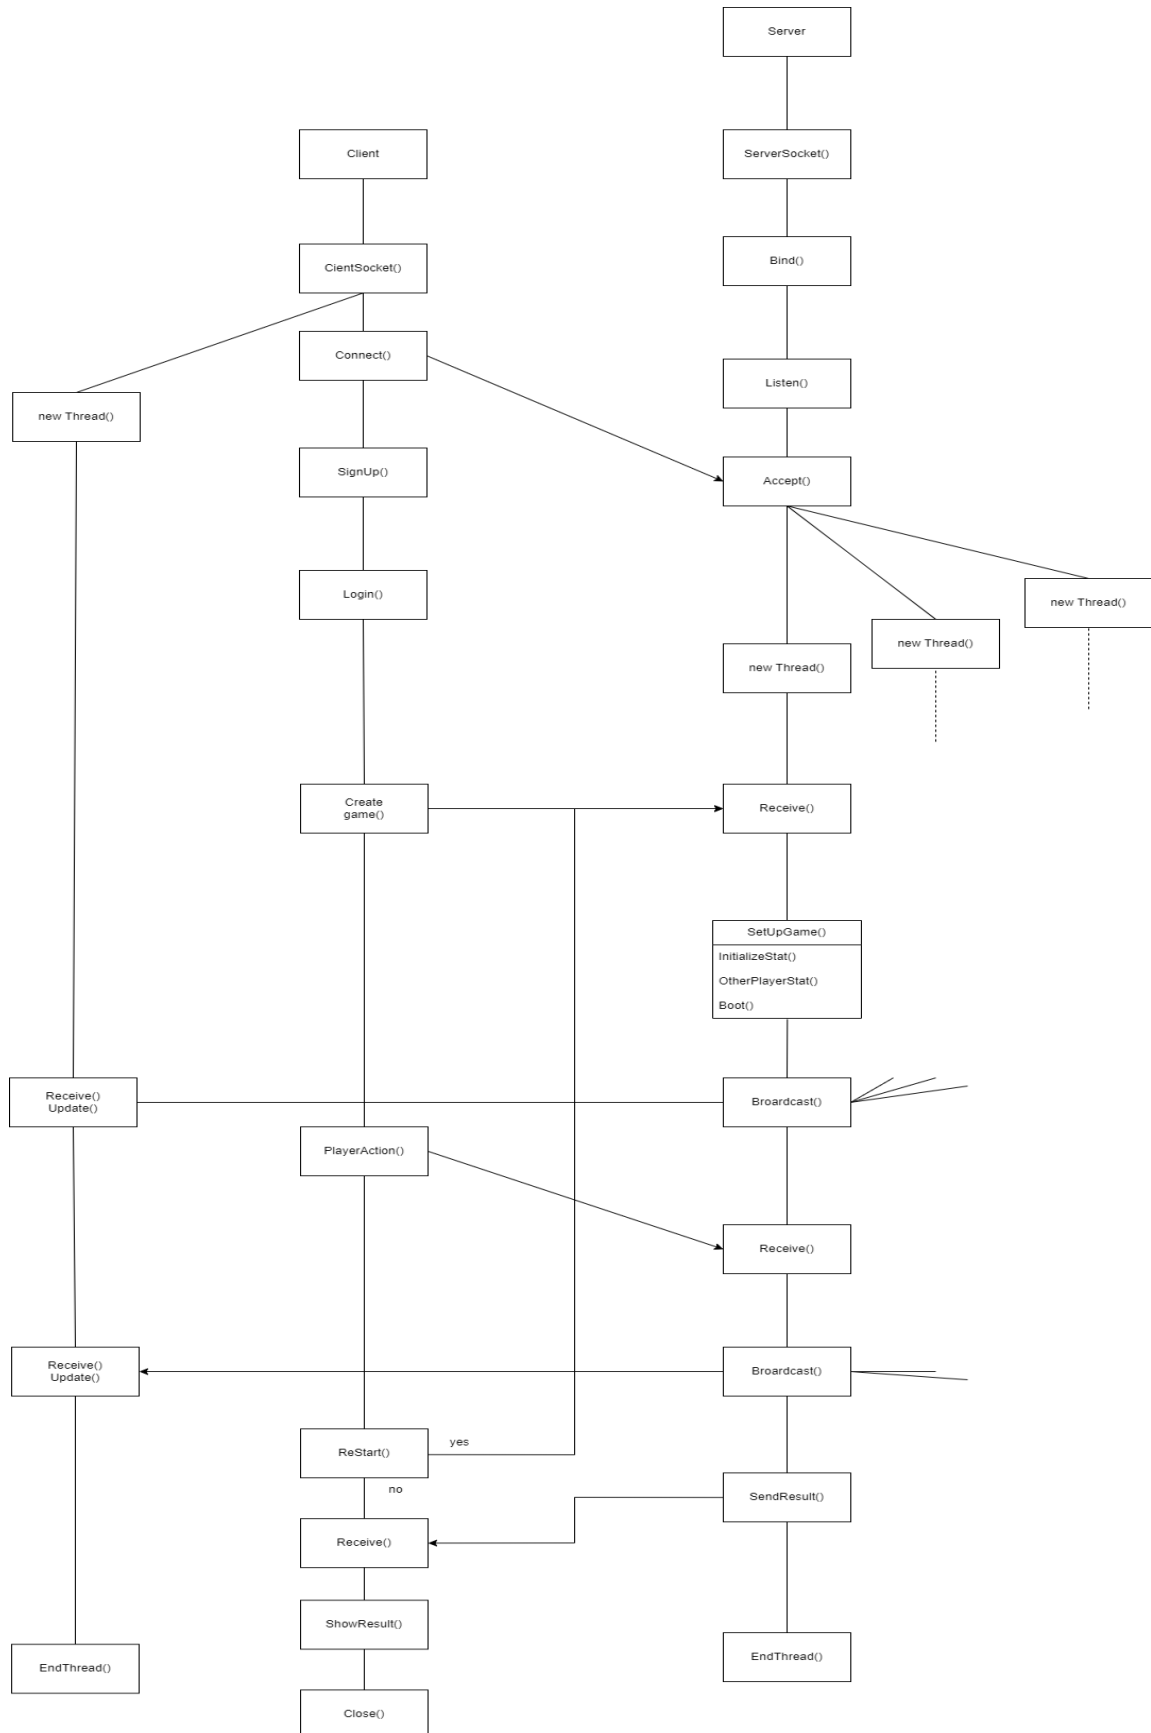 Server
Client
ServerSocket()
CientSocket()
Bind()
Connect()
Listen()
new Thread()
SignUp()
Accept()
Login()
new Thread()
new Thread()
new Thread()
Create
game()
Receive()
SetUpGame()
InitializeStat()
OtherPlayerStat()
Boot()
Receive()
Update()
Broardcast()
PlayerAction()
Receive()
Receive()
Update()
Broardcast()
ReStart()
yes
no
SendResult()
Receive()
ShowResult()
EndThread()
EndThread()
Close()